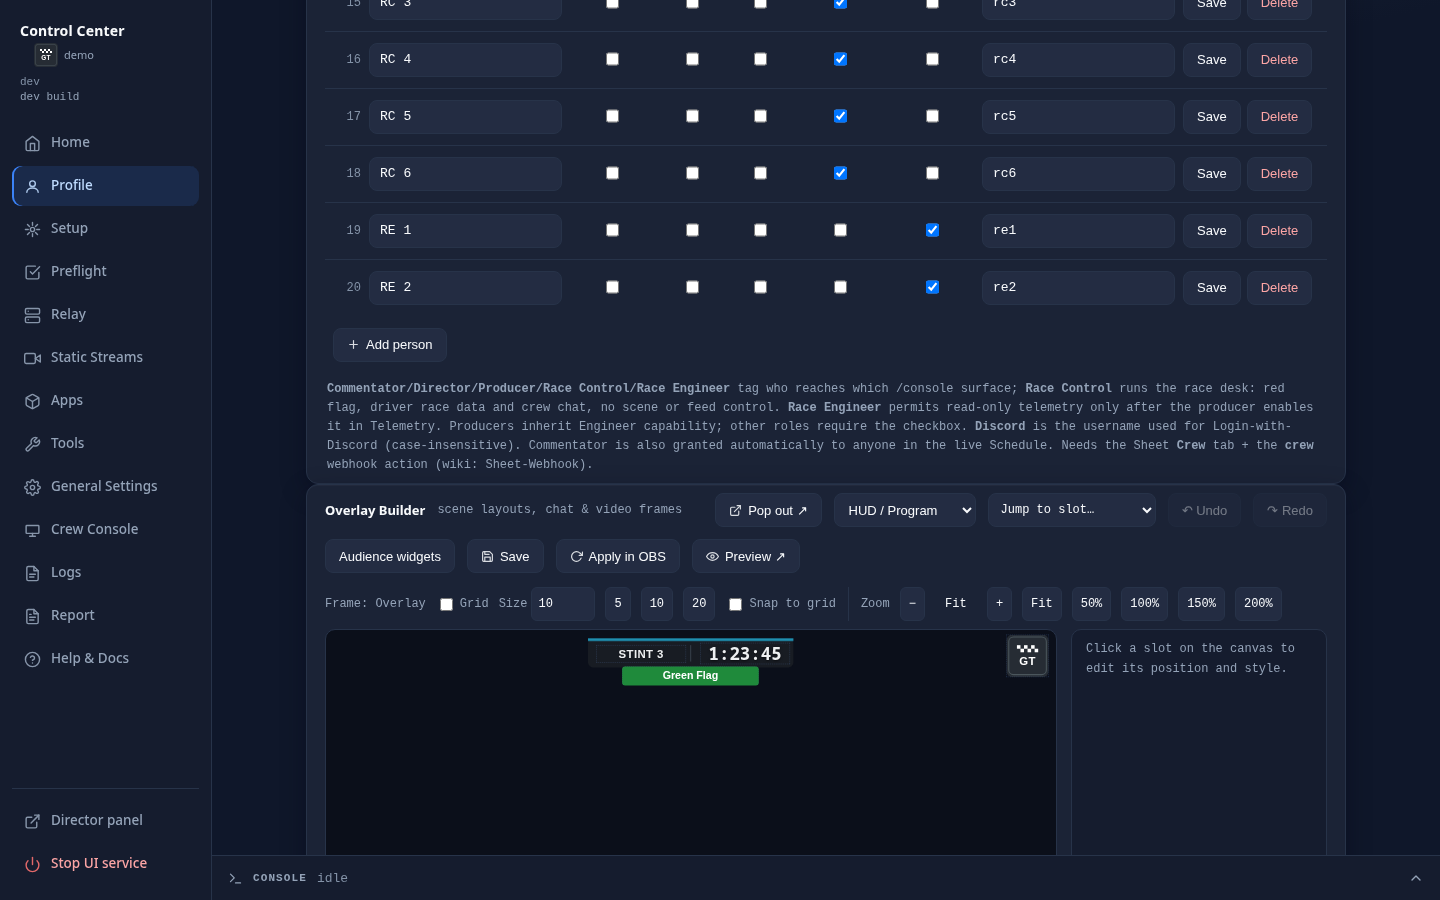 Control Center
GT demo
dev
dev build
Home
Profile
Setup
Preflight
Relay
Static Streams
Apps
Tools
General Settings
Crew Console
Logs
Report
Help & Docs
Director panel
Stop UI service
15 RC 3 rc3 Save Delete
16 RC 4 rc4 Save Delete
17 RC 5 rc5 Save Delete
18 RC 6 rc6 Save Delete
19 RE 1 re1 Save Delete
20 RE 2 re2 Save Delete
+ Add person
Commentator/Director/Producer/Race Control/Race Engineer tag who reaches which /console surface; Race Control runs the race desk: red
flag, driver race data and crew chat, no scene or feed control. Race Engineer permits read-only telemetry only after the producer enables
it in Telemetry. Producers inherit Engineer capability; other roles require the checkbox. Discord is the username used for Login-with-
Discord (case-insensitive). Commentator is also granted automatically to anyone in the live Schedule. Needs the Sheet Crew tab + the crew
webhook action (wiki: Sheet-Webhook).
Overlay Builder scene layouts, chat & video frames Pop out ↗ HUD / Program Jump to slot… ↶ Undo ↷ Redo
Audience widgets Save Apply in OBS Preview ↗
Frame: Overlay Grid Size 10 5 10 20 Snap to grid Zoom − Fit + Fit 50% 100% 150% 200%
STINT 3 1:23:45
Green Flag
GT
Click a slot on the canvas to
edit its position and style.
CONSOLE idle